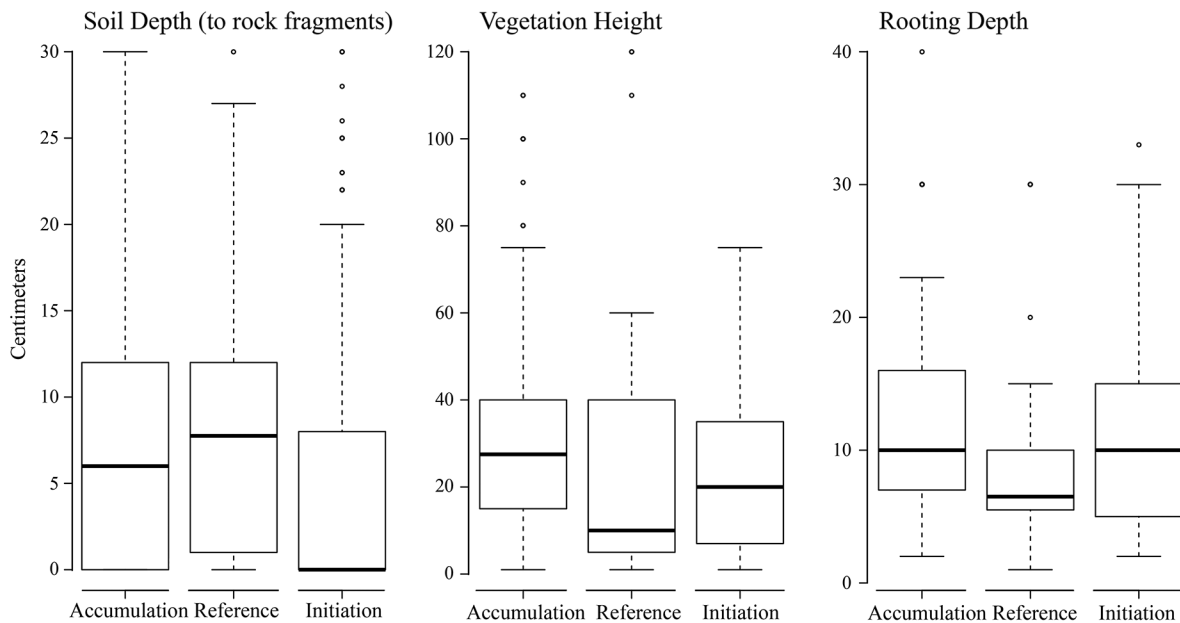 Soil Depth (to rock fragments)
Vegetation Height
Rooting Depth
Centimeters
30
25
20
15
10
5
0
Accumulation Reference Initiation
120
100
80
60
40
20
0
Accumulation Reference Initiation
40
30
20
10
0
Accumulation Reference Initiation